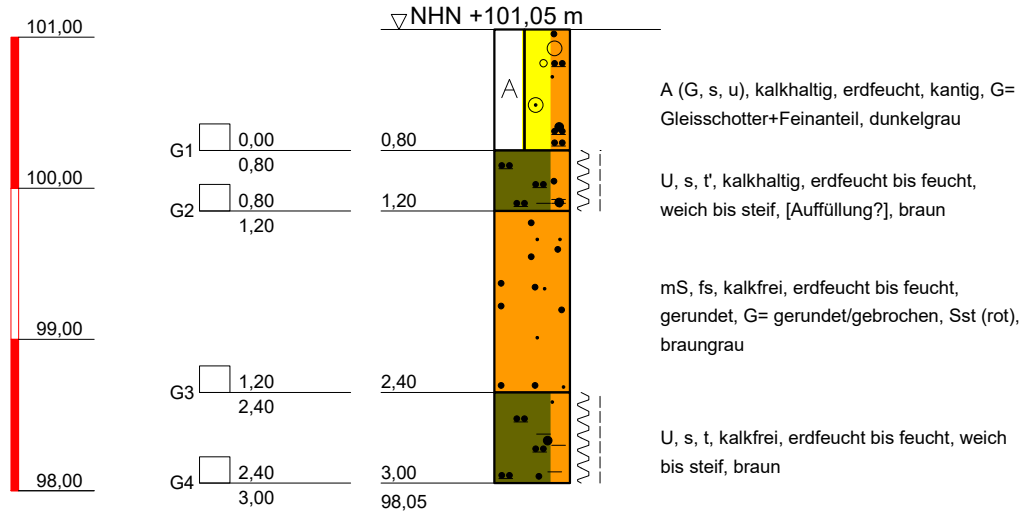 NHN +101,05 m
101,00
A
A (G, s, u), kalkhaltig, erdfeucht, kantig, G=
Gleisschotter+Feinanteil, dunkelgrau
G1
0,00
0,80
0,80
100,00
U, s, t', kalkhaltig, erdfeucht bis feucht,
weich bis steif, [Auffüllung?], braun
G2
0,80
1,20
1,20
mS, fs, kalkfrei, erdfeucht bis feucht,
gerundet, G= gerundet/gebrochen, Sst (rot),
braungrau
99,00
G3
1,20
2,40
2,40
U, s, t, kalkfrei, erdfeucht bis feucht, weich
bis steif, braun
98,00
G4
2,40
3,00
3,00
98,05